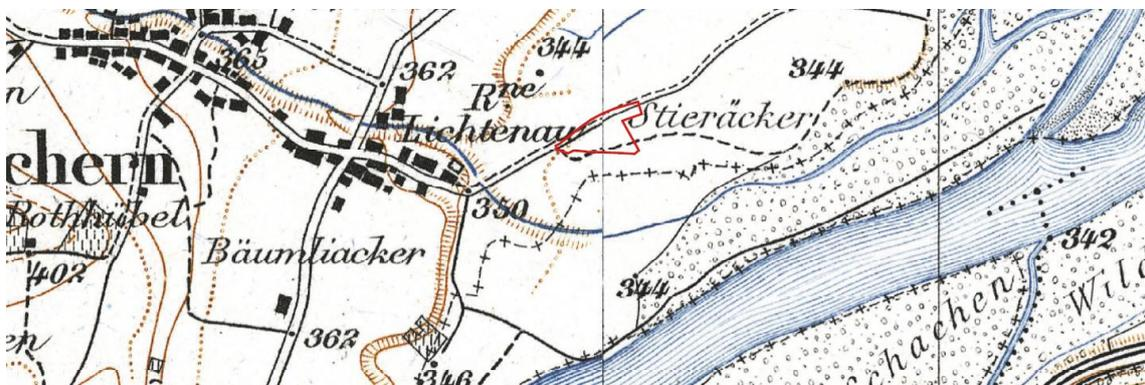 365
362
344
Rne
Lichtenau
344
Stieräcker
chern
Rothhübel
350
402
Bäumliacker
342
344
362
346
chachen
Wil
en